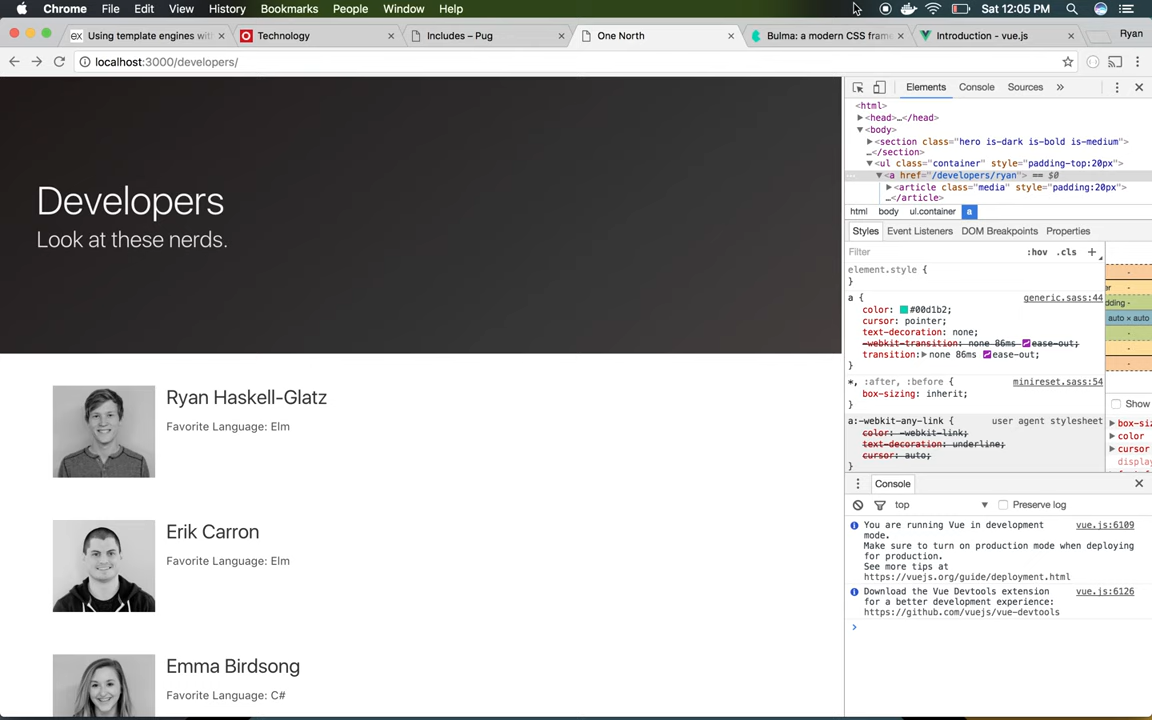 Chrome File Edit View History Bookmarks People Window Help Sat 12:05 PM
Using template engines wit Technology Includes – Pug One North Bulma: a modern CSS frame Introduction - vue.js Ryan
localhost:3000/developers/
Elements Console Sources »
<html>
<head>…</head>
<body>
<section class="hero is-dark is-bold is-medium">
…</section>
<ul class="container" style="padding-top:20px">
<a href="/developers/ryan"> == $0
<article class="media" style="padding:20px">
…</article>
html body ul.container a
Styles Event Listeners DOM Breakpoints Properties
Filter :hov .cls +
element.style {
}
a { generic.sass:44
color: #00d1b2;
cursor: pointer;
text-decoration: none;
-webkit-transition: none 86ms ease-out;
transition: none 86ms ease-out;
}
*, :after, :before { minireset.sass:54
box-sizing: inherit;
}
a:-webkit-any-link { user agent stylesheet
color: -webkit-link;
text-decoration: underline;
cursor: auto;
}
dding -
auto × auto
Show
box-siz
color
cursor
display
Console
top Preserve log
You are running Vue in development vue.js:6109
mode.
Make sure to turn on production mode when deploying
for production.
See more tips at
https://vuejs.org/guide/deployment.html
Download the Vue Devtools extension vue.js:6126
for a better development experience:
https://github.com/vuejs/vue-devtools
Developers
Look at these nerds.
Ryan Haskell-Glatz
Favorite Language: Elm
Erik Carron
Favorite Language: Elm
Emma Birdsong
Favorite Language: C#